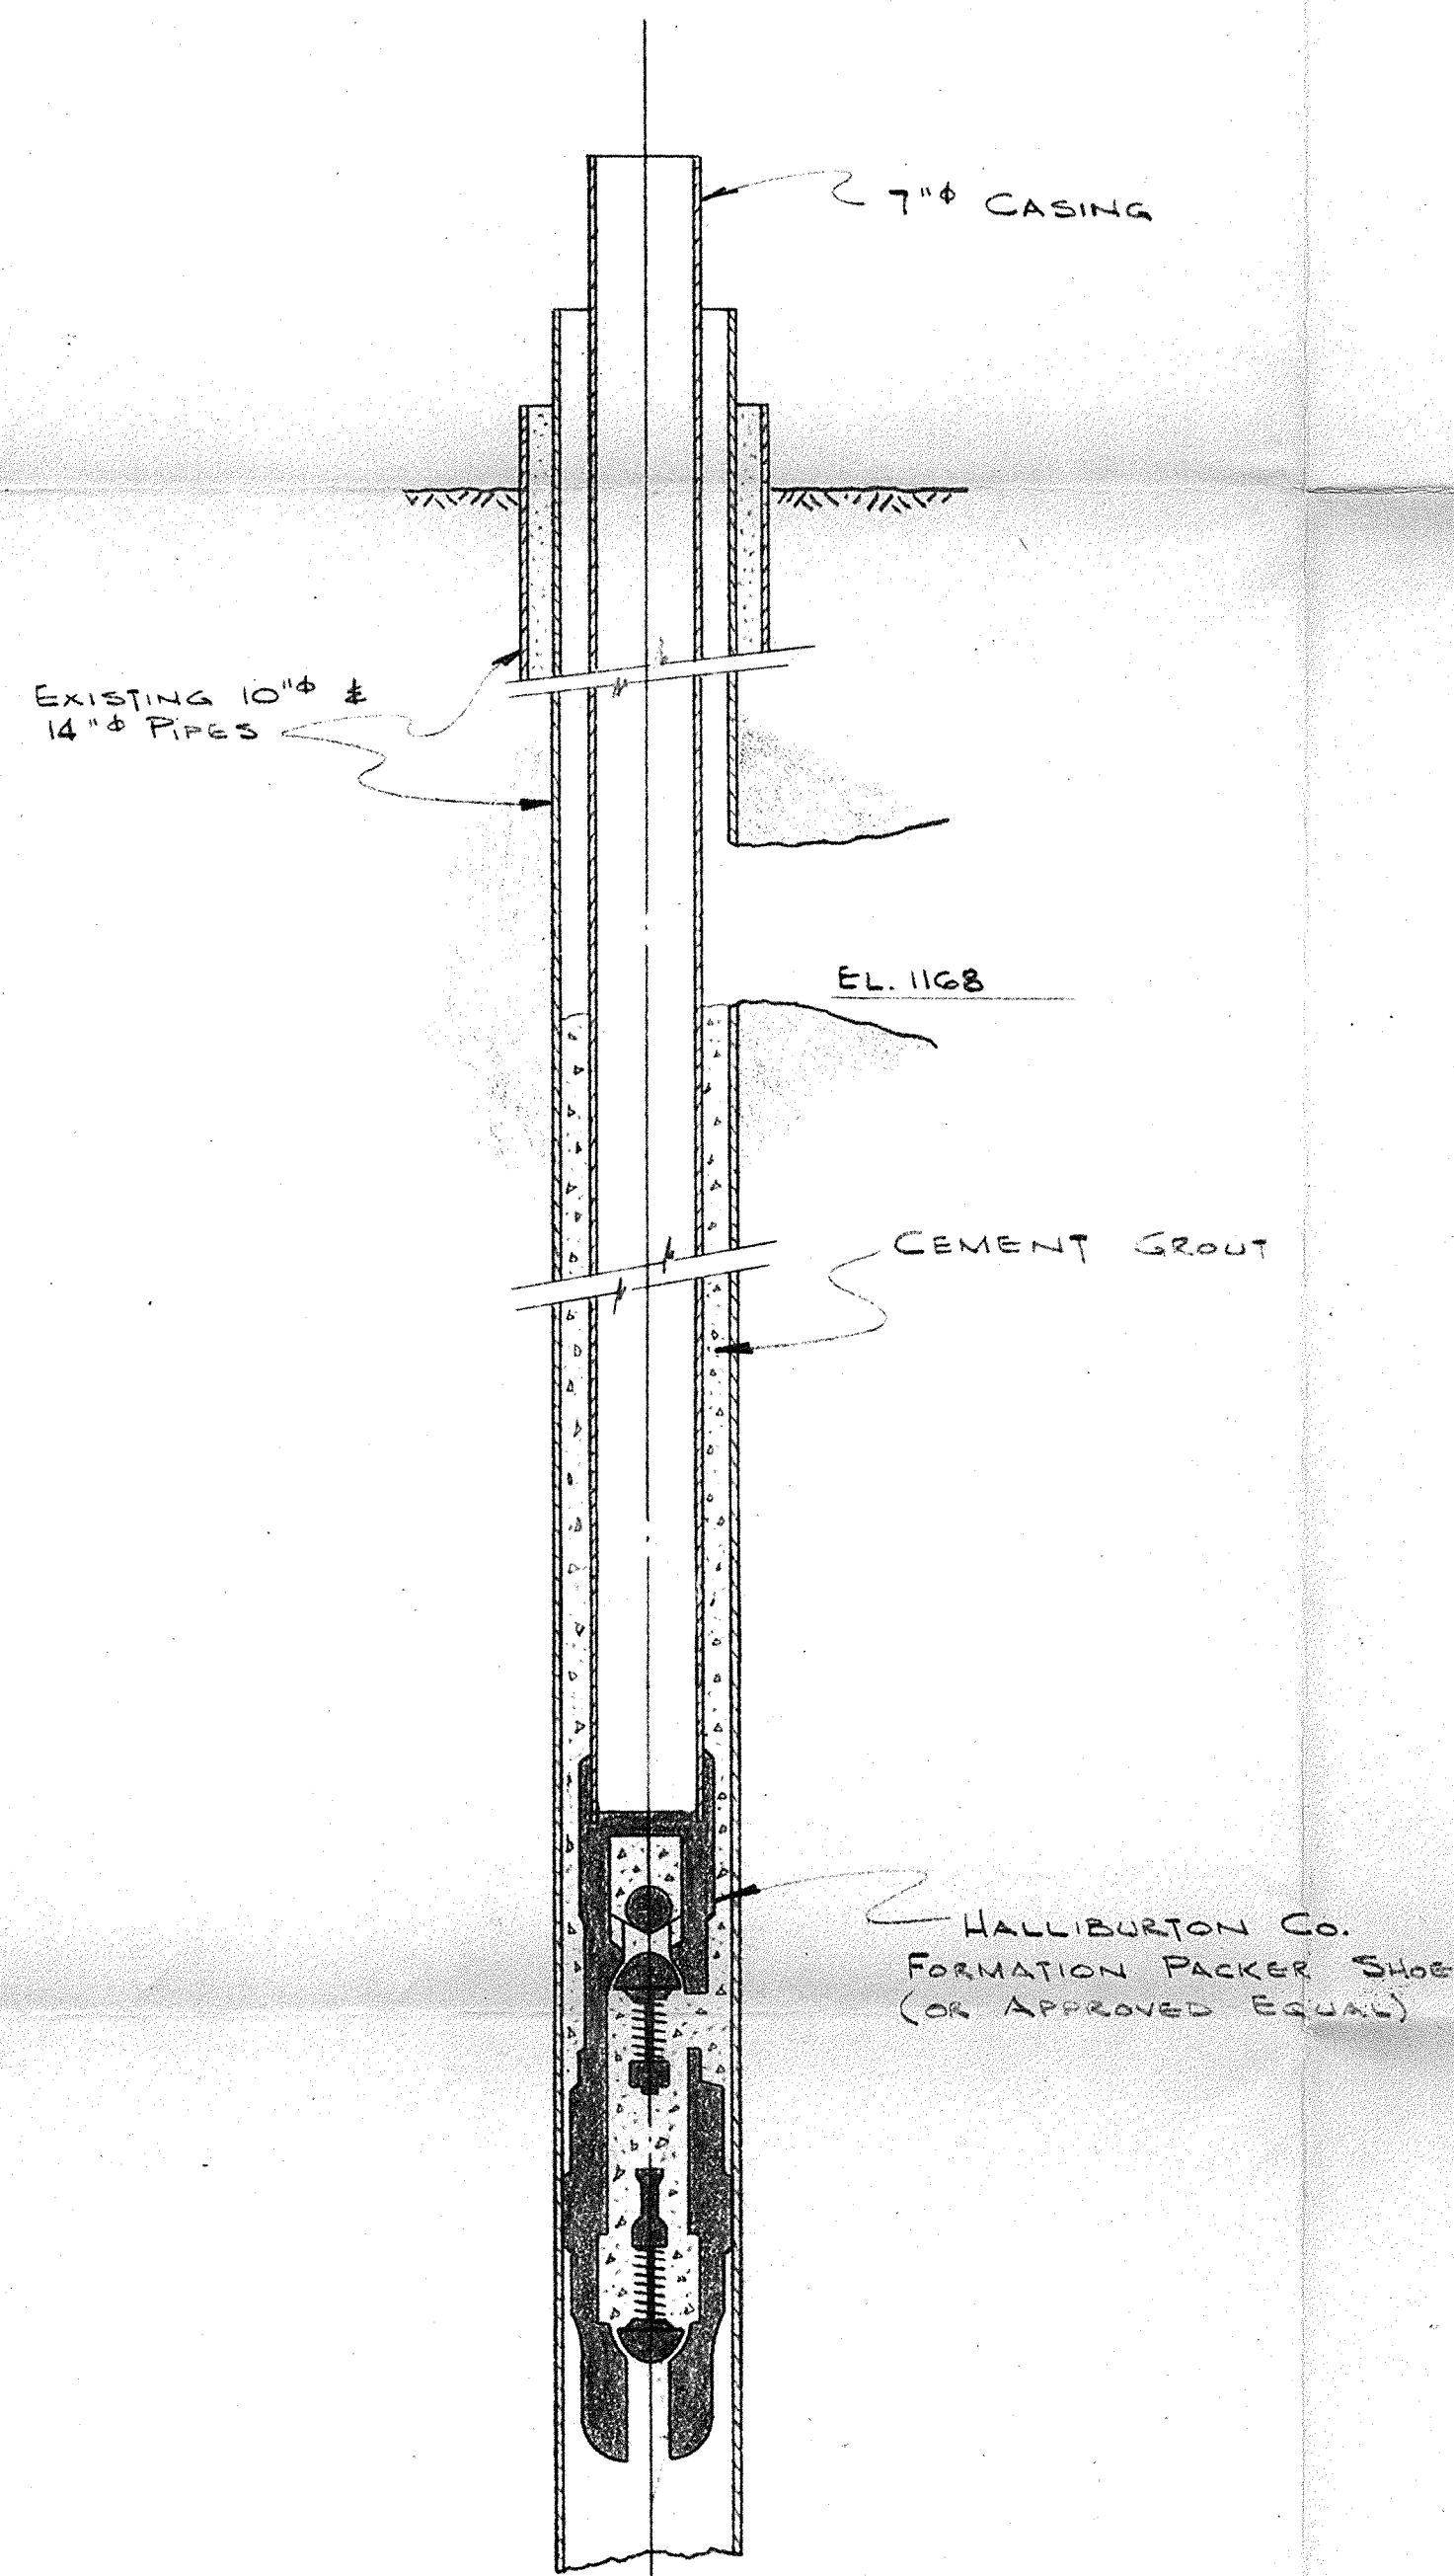 7"φ CASING
EXISTING 10"φ &
14"φ PIPES
EL. 1168
CEMENT GROUT
HALLIBURTON CO.
FORMATION PACKER SHOE
(OR APPROVED EQUAL)